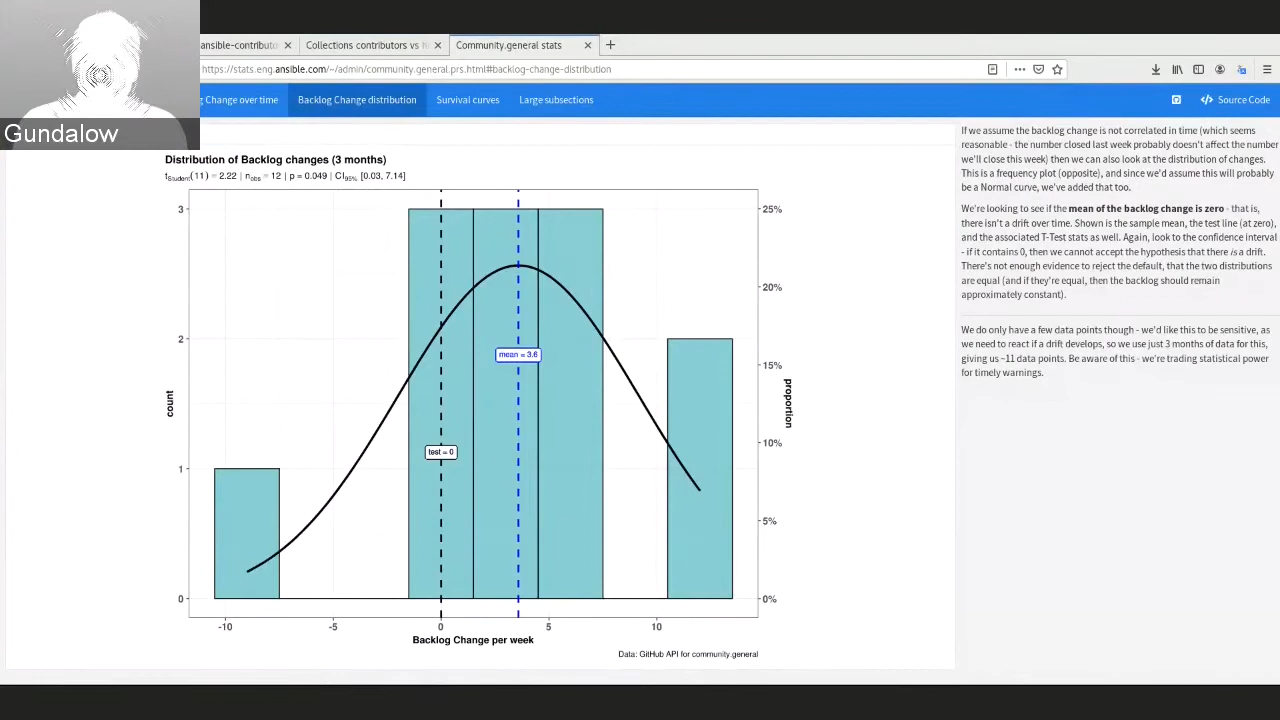 ansible-contributo
Collections contributors vs h
Community.general stats
https://stats.eng.ansible.com/~/admin/community.general.prs.html#backlog-change-distribution
g Change over time
Backlog Change distribution
Survival curves
Large subsections
Source Code
Gundalow
Distribution of Backlog changes (3 months)
tStudent(11) = 2.22 | nobs = 12 | p = 0.049 | CI95% [0.03, 7.14]
3
2
1
0
count
25%
20%
15%
10%
5%
0%
proportion
mean = 3.6
test = 0
-10
-5
0
5
10
Backlog Change per week
Data: GitHub API for community.general
If we assume the backlog change is not correlated in time (which seems
reasonable - the number closed last week probably doesn't affect the number
we'll close this week) then we can also look at the distribution of changes.
This is a frequency plot (opposite), and since we'd assume this will probably
be a Normal curve, we've added that too.
We're looking to see if the mean of the backlog change is zero - that is,
there isn't a drift over time. Shown is the sample mean, the test line (at zero),
and the associated T-Test stats as well. Again, look to the confidence interval
- if it contains 0, then we cannot accept the hypothesis that there is a drift.
There's not enough evidence to reject the default, that the two distributions
are equal (and if they're equal, then the backlog should remain
approximately constant).
We do only have a few data points though - we'd like this to be sensitive, as
we need to react if a drift develops, so we use just 3 months of data for this,
giving us ~11 data points. Be aware of this - we're trading statistical power
for timely warnings.